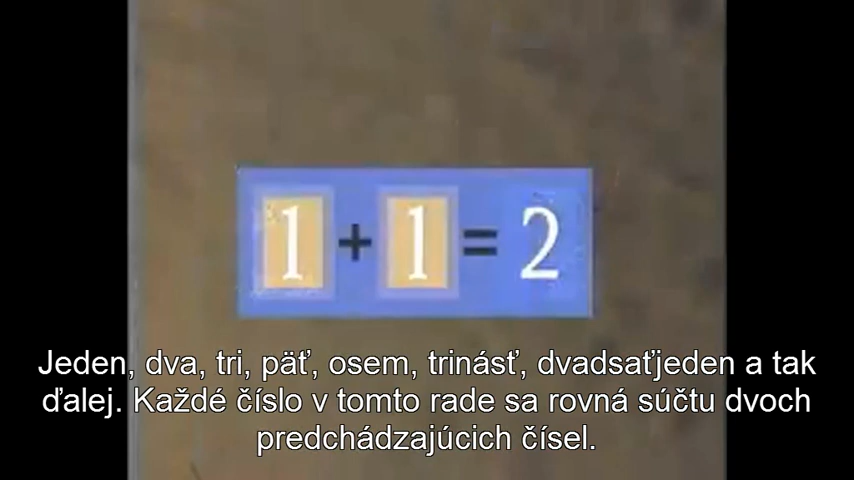 1 + 1 = 2
Jeden, dva, tri, päť, osem, trinásť, dvadsaťjeden a tak
ďalej. Každé číslo v tomto rade sa rovná súčtu dvoch
predchádzajúcich čísel.